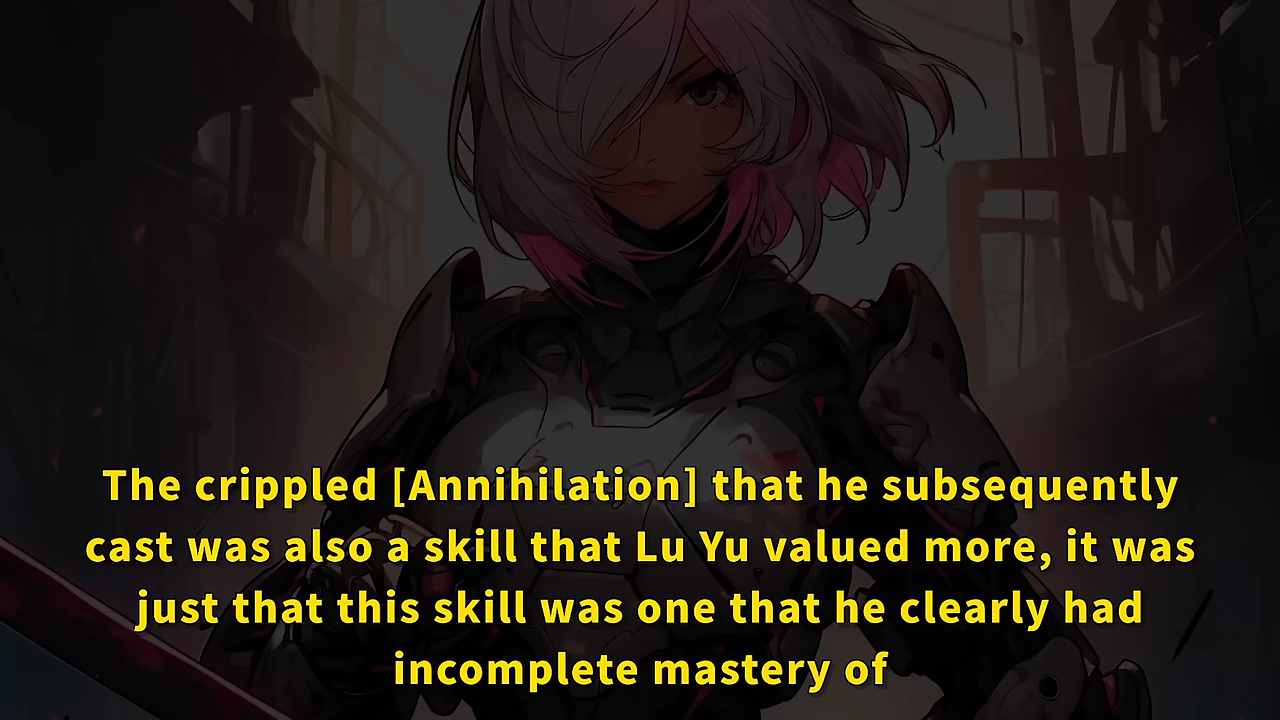 The crippled [Annihilation] that he subsequently
cast was also a skill that Lu Yu valued more, it was
just that this skill was one that he clearly had
incomplete mastery of